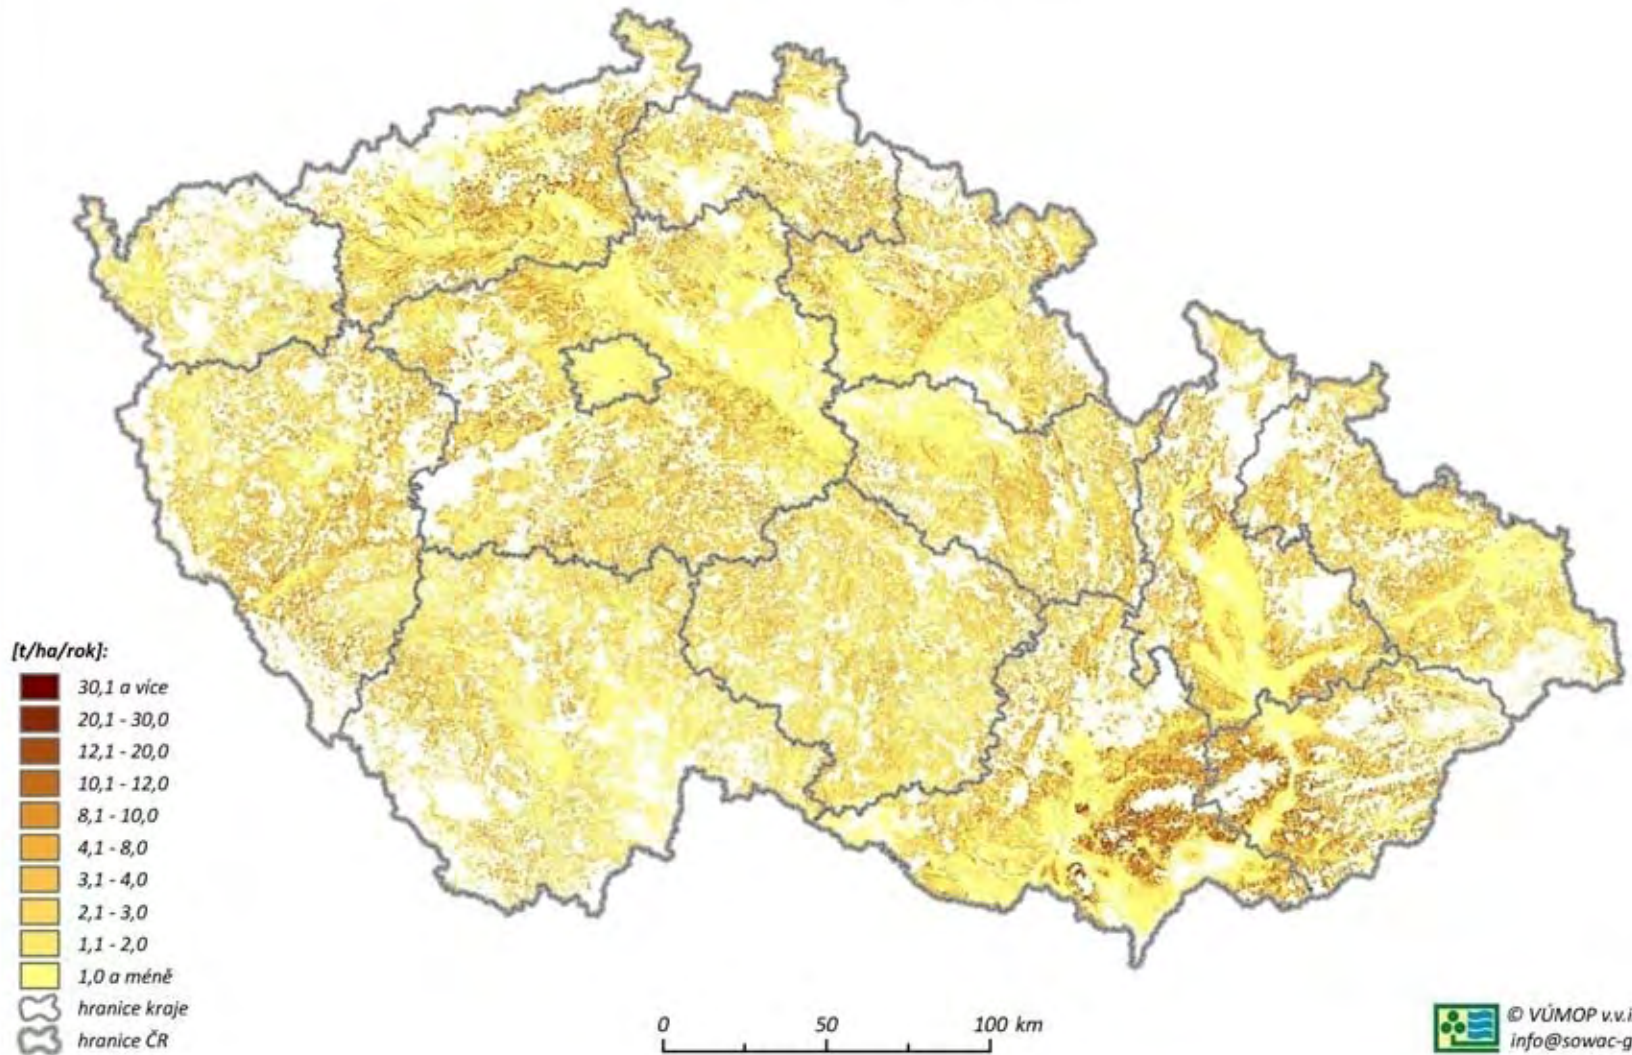 [t/ha/rok]:
30,1 a více
20,1 - 30,0
12,1 - 20,0
10,1 - 12,0
8,1 - 10,0
4,1 - 8,0
3,1 - 4,0
2,1 - 3,0
1,1 - 2,0
1,0 a méně
hranice kraje
hranice ČR
0 50 100 km
© VÚMOP v.v.i
info@sowac-g